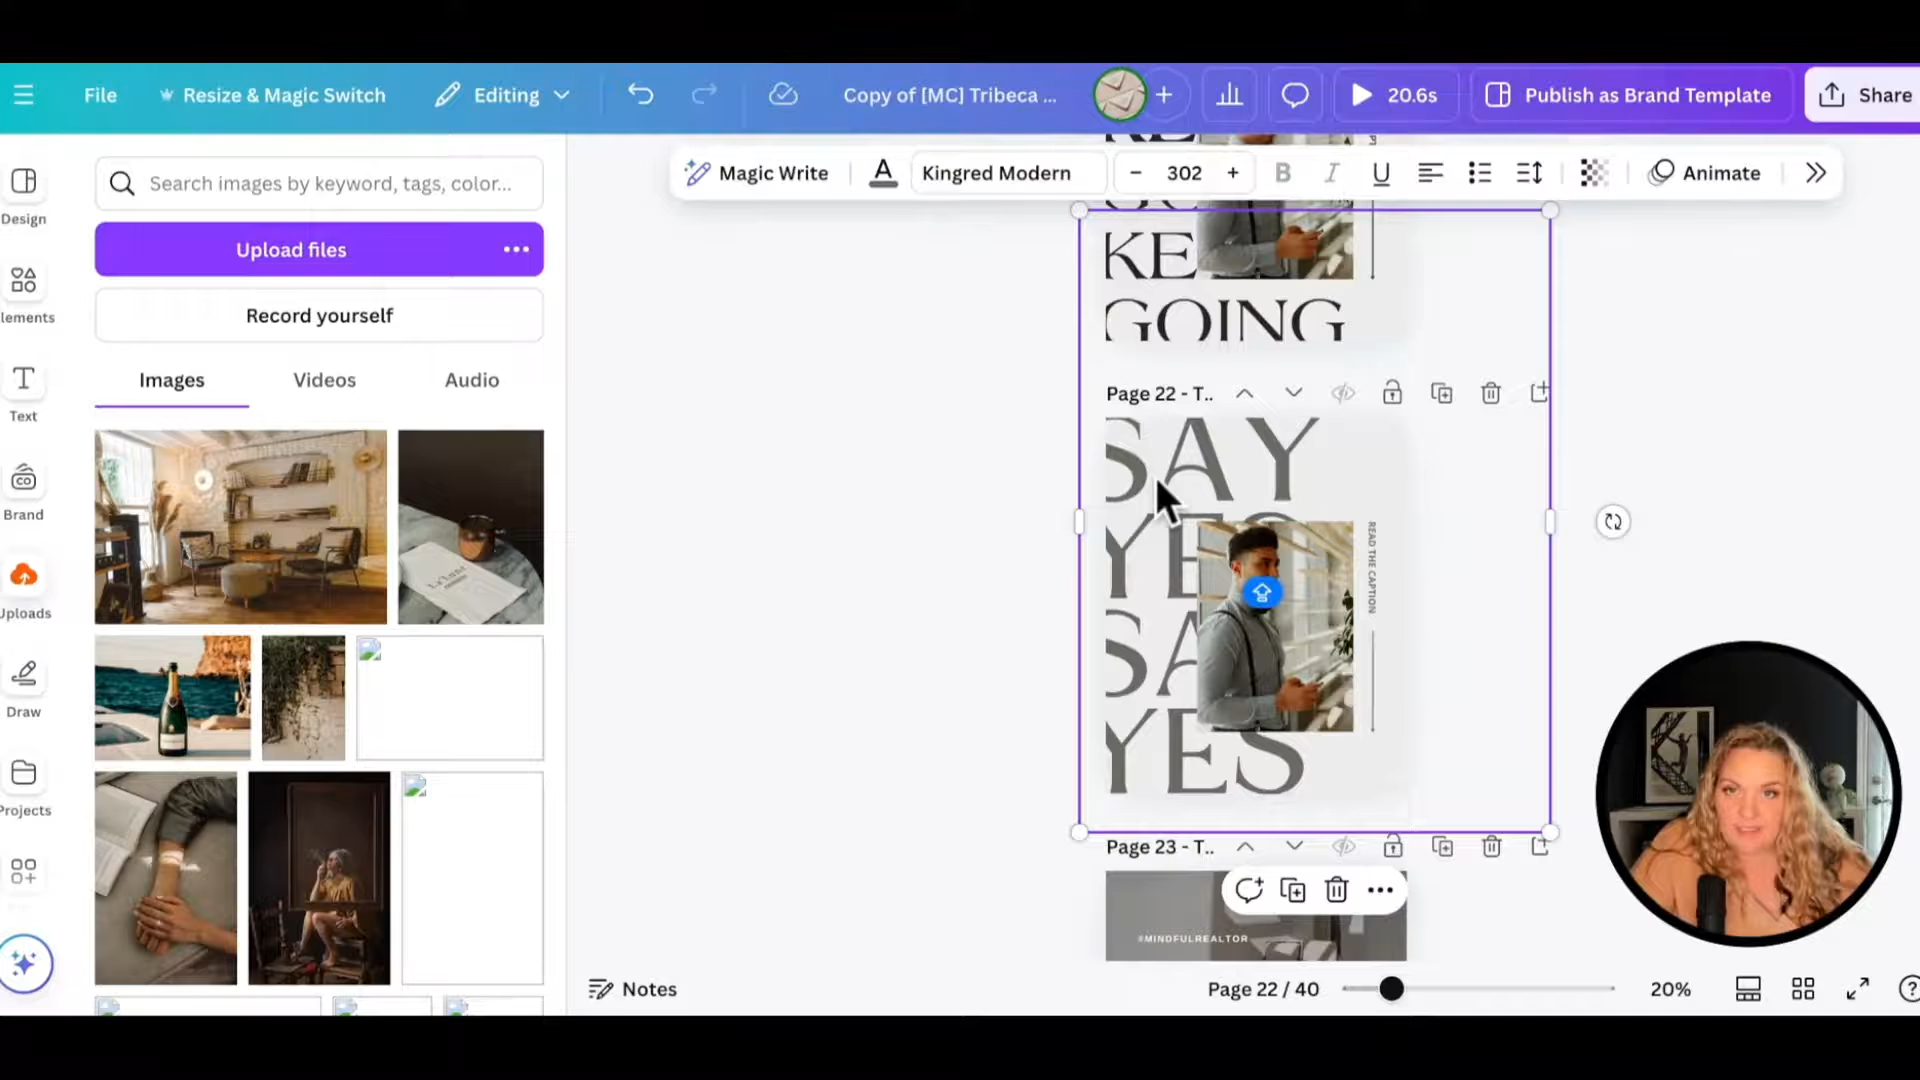 File
Resize & Magic Switch
Editing
Copy of [MC] Tribeca ...
20.6s
Publish as Brand Template
Share
Design
Search images by keyword, tags, color...
Magic Write
A
Kingred Modern
– 302 +
B I U
Animate
Upload files
Record yourself
lements
KE
GOING
Images
Videos
Audio
Text
Page 22 - T..
SAY
YES
SA
YES
READ THE CAPTION
CO
Brand
Uploads
Draw
Projects
Page 23 - T..
#MINDFULREALTOR
Notes
Page 22 / 40
20%